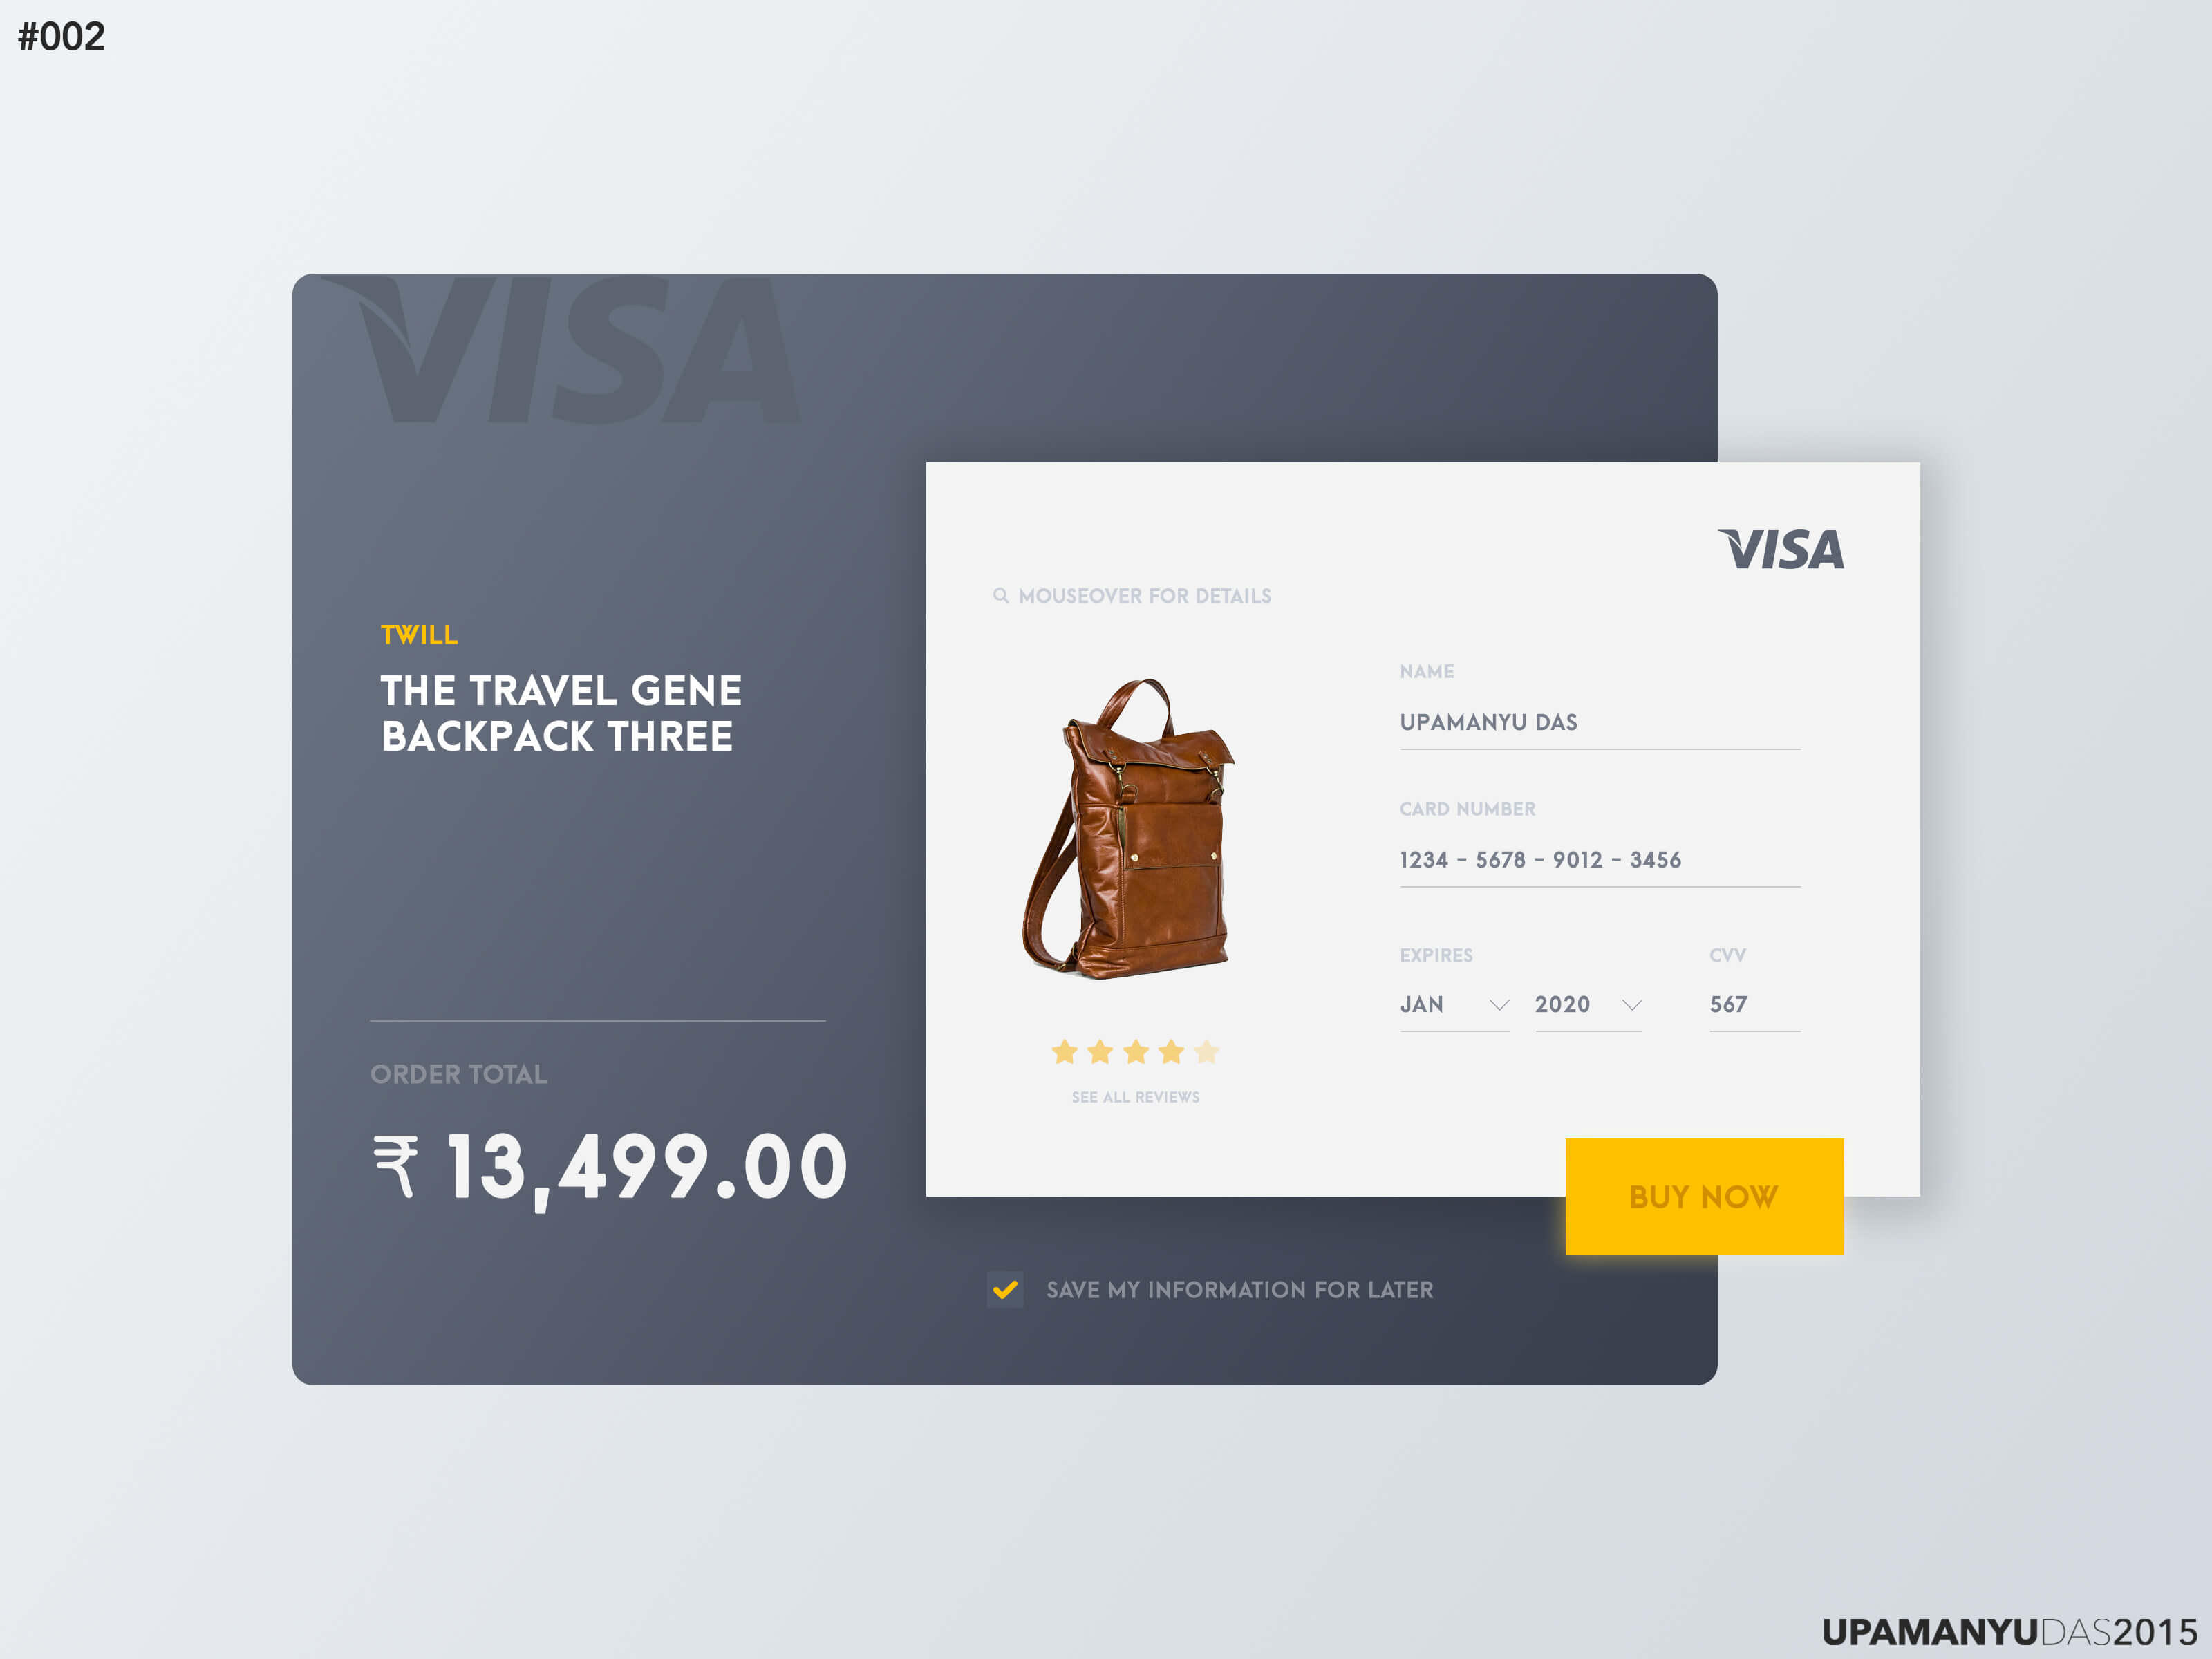 #002
VISA
TWILL
THE TRAVEL GENE
BACKPACK THREE
ORDER TOTAL
₹ 13,499.00
VISA
MOUSEOVER FOR DETAILS
SEE ALL REVIEWS
NAME
UPAMANYU DAS
CARD NUMBER
1234 - 5678 - 9012 - 3456
EXPIRES CVV
JAN 2020 567
BUY NOW
SAVE MY INFORMATION FOR LATER
UPAMANYUDAS2015